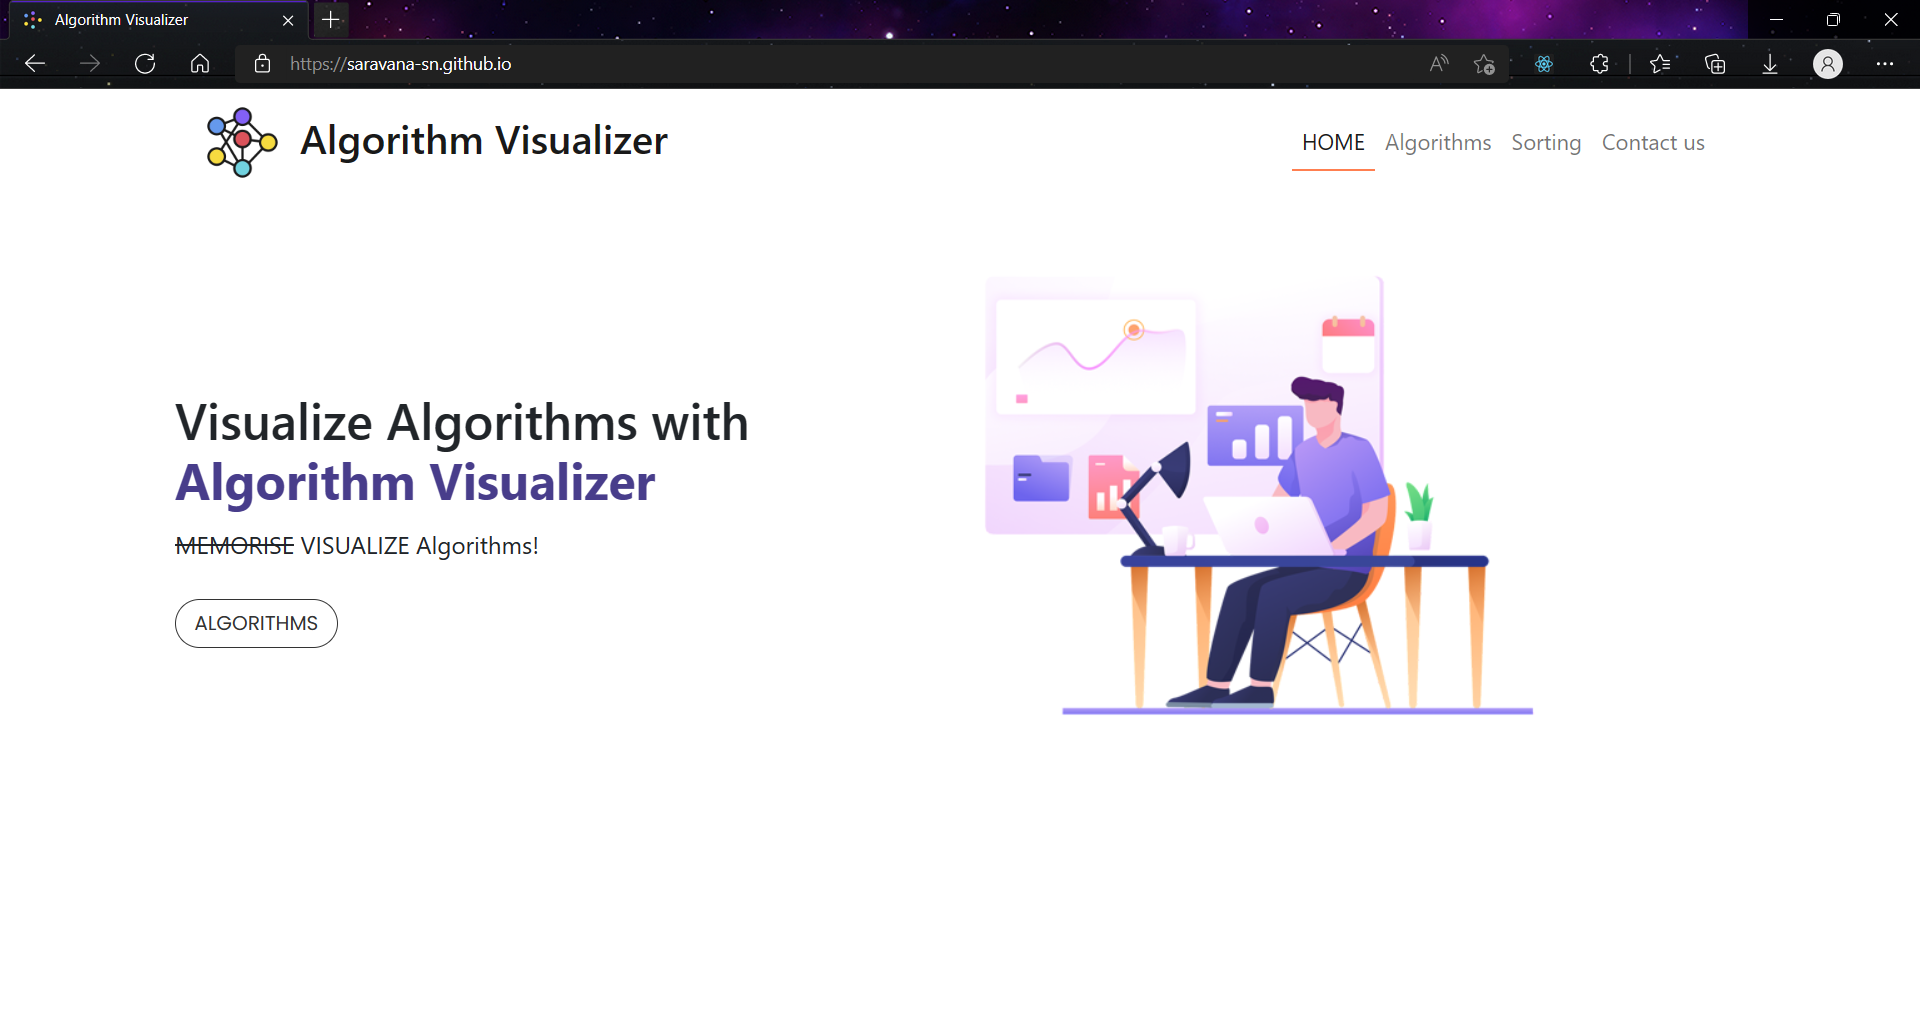 Algorithm Visualizer
https://saravana-sn.github.io
Algorithm Visualizer
HOME Algorithms Sorting Contact us
Visualize Algorithms with
Algorithm Visualizer
MEMORISE VISUALIZE Algorithms!
ALGORITHMS